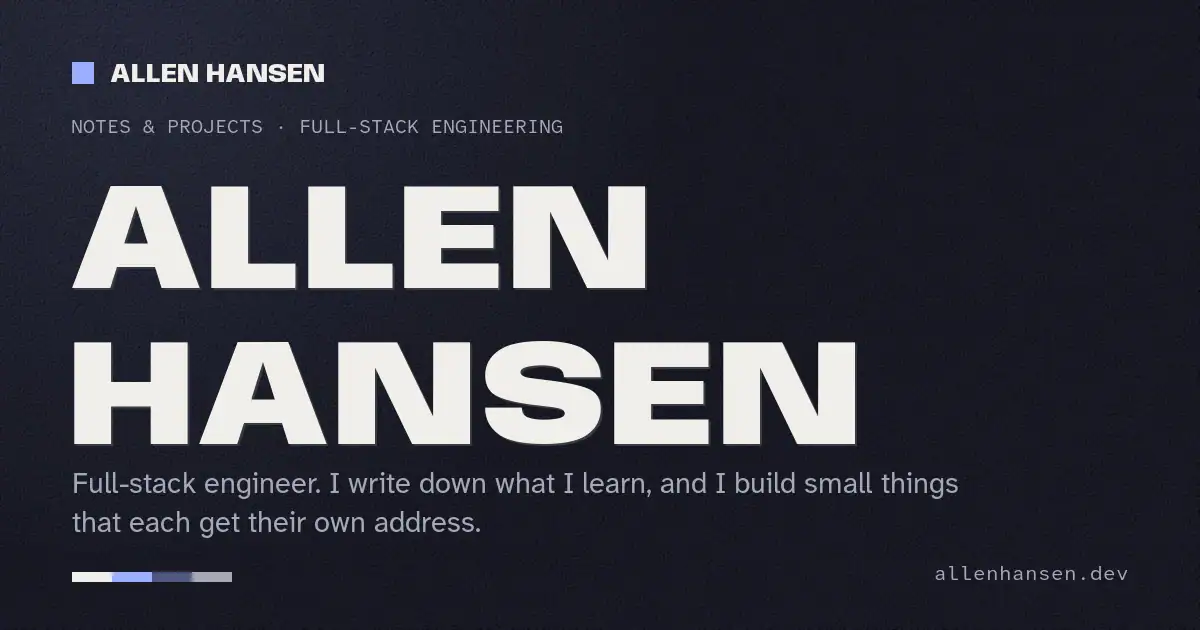 ALLEN HANSEN
NOTES & PROJECTS · FULL-STACK ENGINEERING
ALLEN
HANSEN
Full-stack engineer. I write down what I learn, and I build small things
that each get their own address.
allenhansen.dev